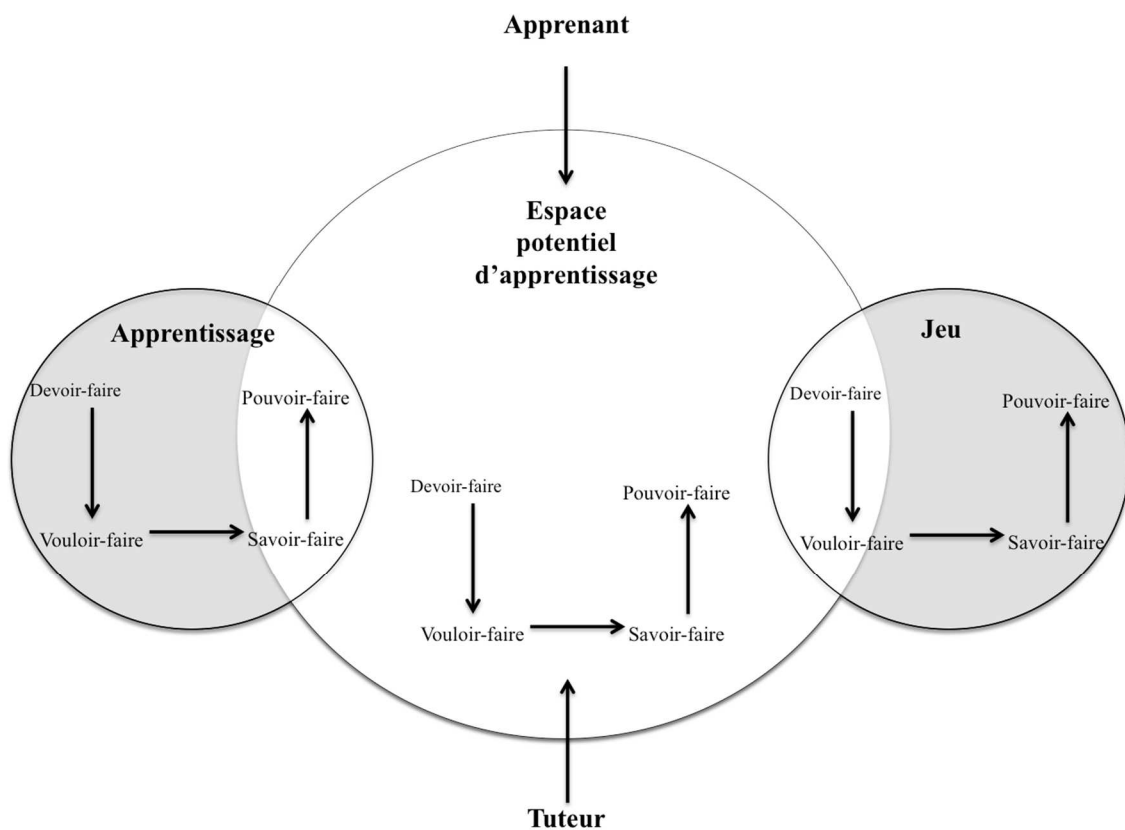 Apprenant
Espace
potentiel
d’apprentissage
Apprentissage
Devoir-faire
Pouvoir-faire
Vouloir-faire
Savoir-faire
Devoir-faire
Pouvoir-faire
Vouloir-faire
Savoir-faire
Jeu
Devoir-faire
Pouvoir-faire
Vouloir-faire
Savoir-faire
Tuteur